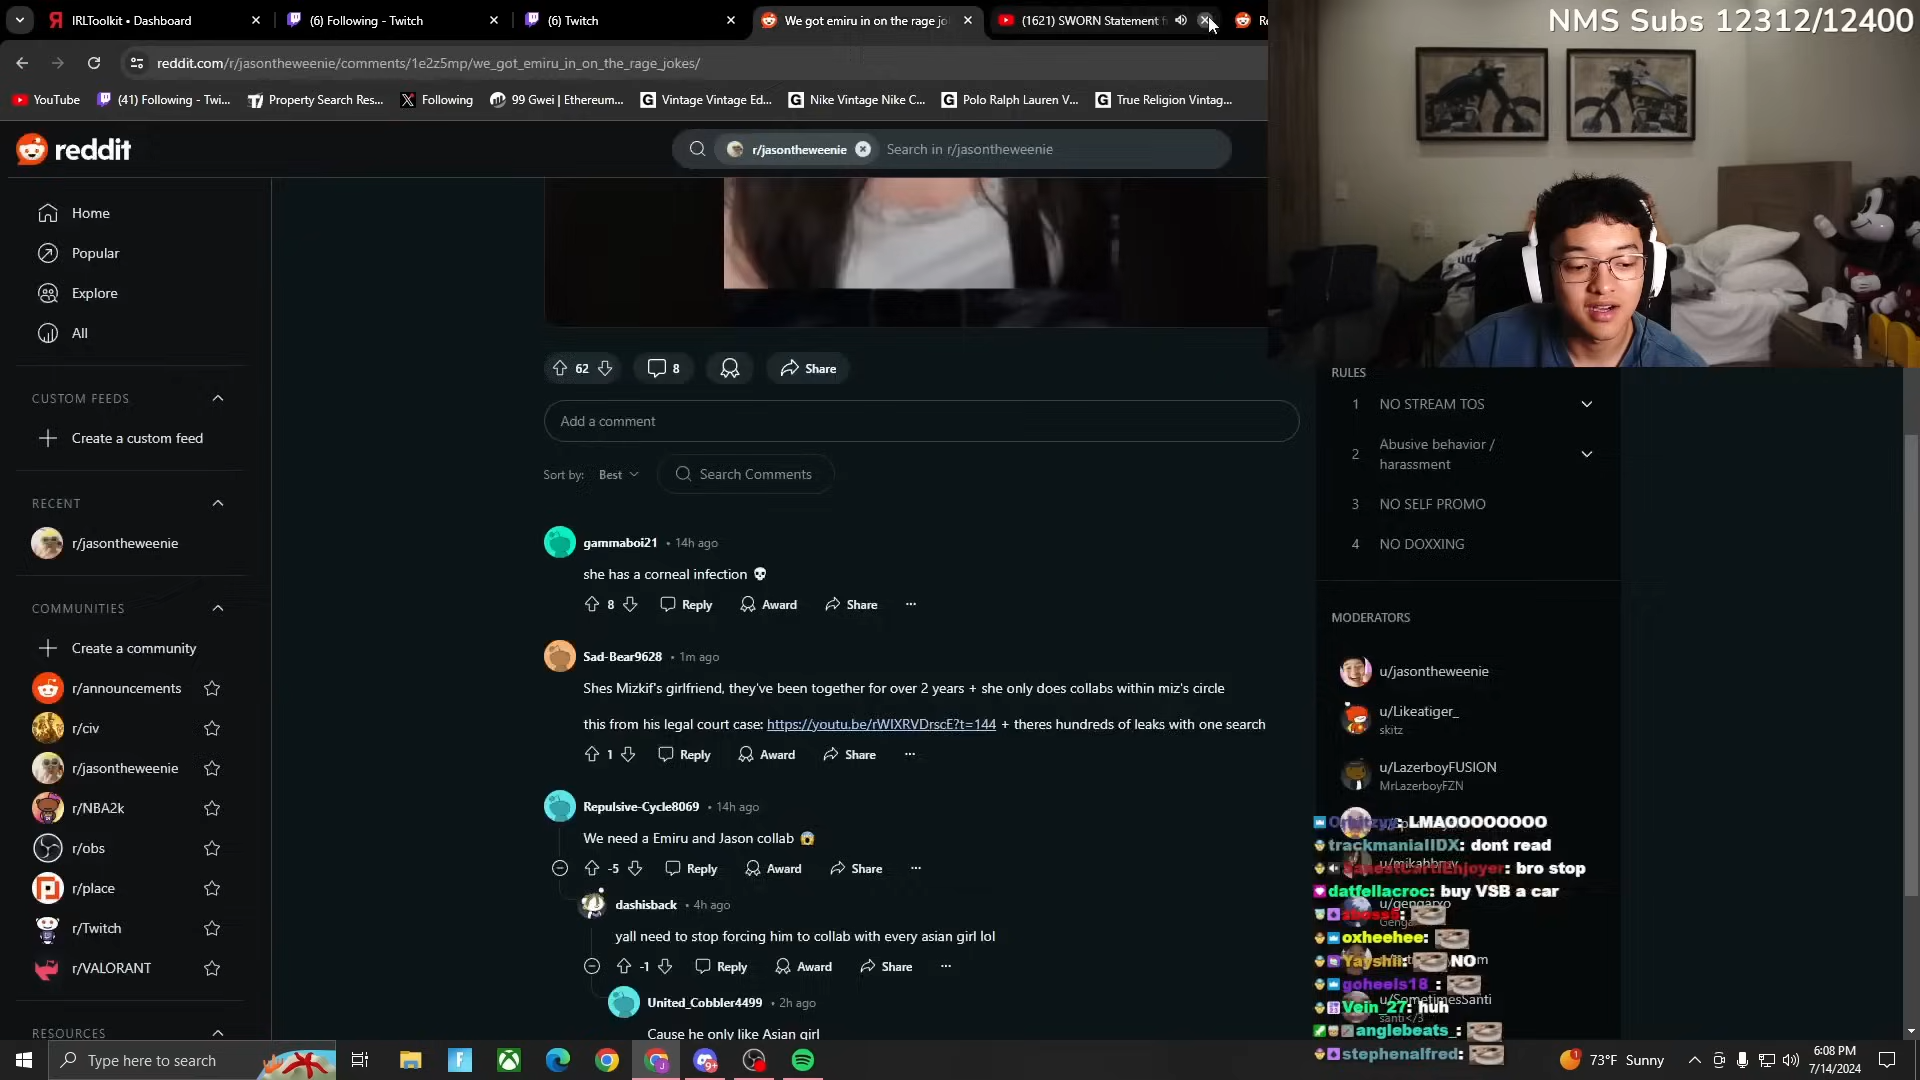 IRLToolkit • Dashboard
(6) Following - Twitch
(6) Twitch
We got emiru in on the rage jo
(1621) SWORN Statement f
Re
NMS Subs 12312/12400
reddit.com/r/jasontheweenie/comments/1e2z5mp/we_got_emiru_in_on_the_rage_jokes/
YouTube
(41) Following - Twi...
Property Search Res...
Following
99 Gwei | Ethereum...
Vintage Vintage Ed...
Nike Vintage Nike C...
Polo Ralph Lauren V...
True Religion Vintag...
reddit
r/jasontheweenie
Search in r/jasontheweenie
Home
Popular
Explore
All
CUSTOM FEEDS
Create a custom feed
RECENT
r/jasontheweenie
COMMUNITIES
Create a community
r/announcements
r/civ
r/jasontheweenie
r/NBA2k
r/obs
r/place
r/Twitch
r/VALORANT
RESOURCES
62
8
Share
Add a comment
Sort by: Best
Search Comments
gammaboi21 • 14h ago
she has a corneal infection 💀
8 Reply Award Share ...
Sad-Bear9628 • 1m ago
Shes Mizkif's girlfriend, they've been together for over 2 years + she only does collabs within miz's circle
this from his legal court case: https://youtu.be/rWIXRVDrscE?t=144 + theres hundreds of leaks with one search
1 Reply Award Share ...
Repulsive-Cycle8069 • 14h ago
We need a Emiru and Jason collab 😱
-5 Reply Award Share ...
dashisback • 4h ago
yall need to stop forcing him to collab with every asian girl lol
-1 Reply Award Share ...
United_Cobbler4499 • 2h ago
Cause he only like Asian girl
RULES
1 NO STREAM TOS
2 Abusive behavior /
harassment
3 NO SELF PROMO
4 NO DOXXING
MODERATORS
u/jasontheweenie
u/Likeatiger_
skitz
u/LazerboyFUSION
MrLazerboyFZN
: LMAOOOOOOOO
trackmaniaIIDX: dont read
: bro stop
datfellacroc: buy VSB a car
oxheehee:
Yayshii: NO
goheels18_:
u/SometimesSanti
Vein_27: huh
santi</3
anglebeats_:
stephenalfred:
Type here to search
9+
1
73°F Sunny
6:08 PM
7/14/2024